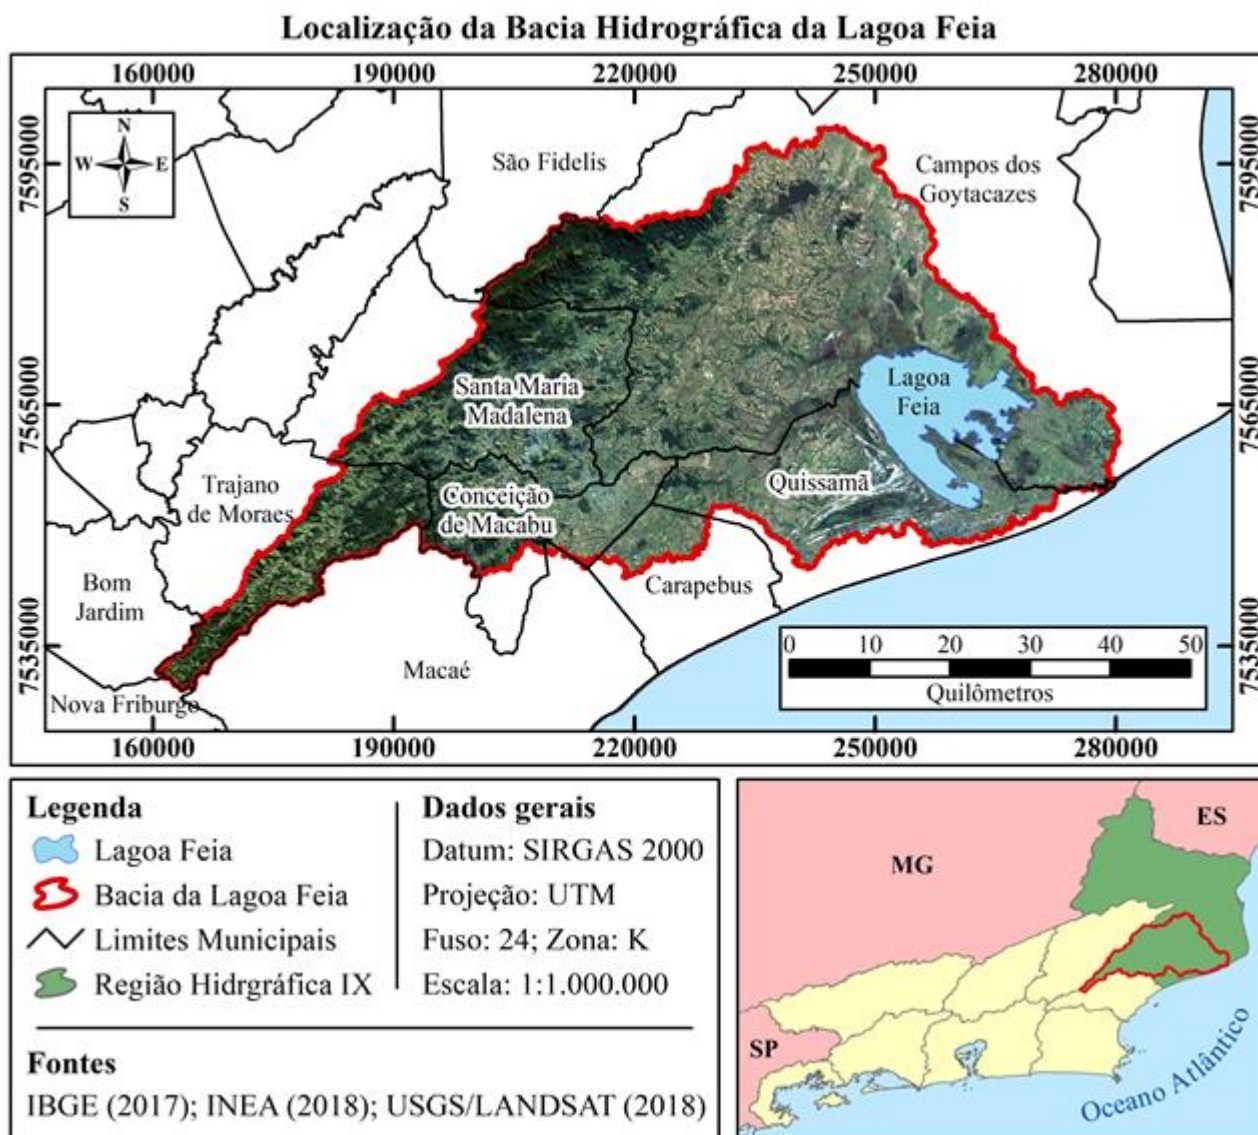 Localização da Bacia Hidrográfica da Lagoa Feia
160000 190000 220000 250000 280000
N
W E
S
7595000
7595000
São Fidelis
Campos dos
Goytacazes
7565000
7565000
Santa Maria
Madalena
Lagoa
Feia
Trajano
de Moraes
Conceição
de Macabu
Quissamã
Bom
Jardim
Carapebus
7535000
7535000
Macaé
Nova Friburgo
0 10 20 30 40 50
Quilômetros
160000 190000 220000 250000 280000
Legenda
Lagoa Feia
Bacia da Lagoa Feia
Limites Municipais
Região Hidrgráfica IX
Dados gerais
Datum: SIRGAS 2000
Projeção: UTM
Fuso: 24; Zona: K
Escala: 1:1.000.000
Fontes
IBGE (2017); INEA (2018); USGS/LANDSAT (2018)
ES
MG
SP
Oceano Atlântico